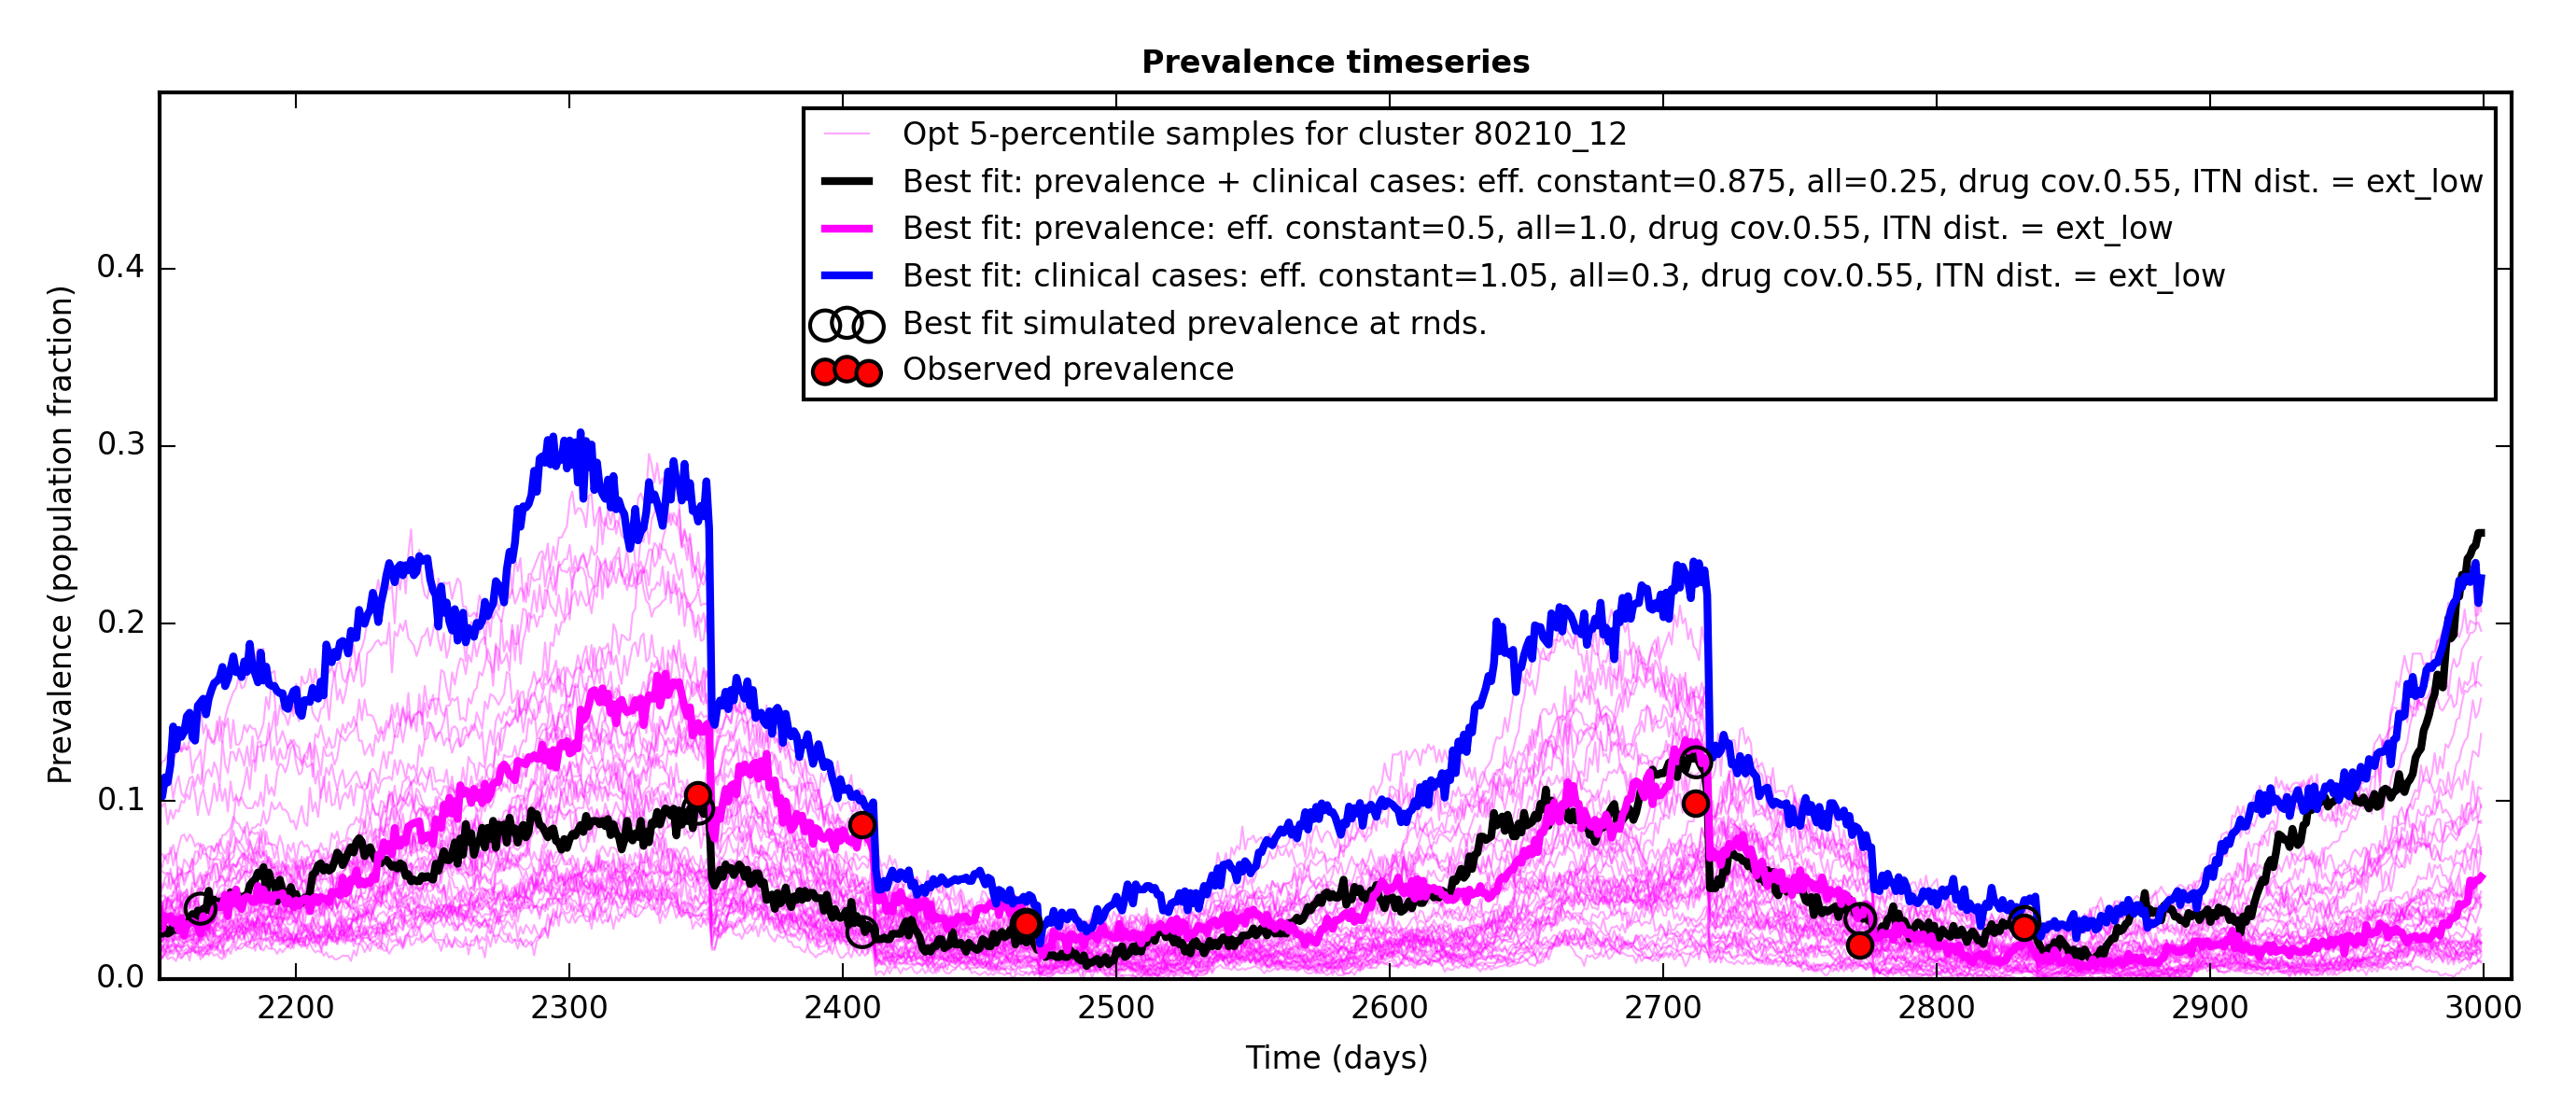 Prevalence timeseries
Opt 5-percentile samples for cluster 80210_12
Best fit: prevalence + clinical cases: eff. constant=0.875, all=0.25, drug cov.0.55, ITN dist. = ext_low
Best fit: prevalence: eff. constant=0.5, all=1.0, drug cov.0.55, ITN dist. = ext_low
Best fit: clinical cases: eff. constant=1.05, all=0.3, drug cov.0.55, ITN dist. = ext_low
Best fit simulated prevalence at rnds.
Observed prevalence
Prevalence (population fraction)
0.4
0.3
0.2
0.1
0.0
2200 2300 2400 2500 2600 2700 2800 2900 3000
Time (days)